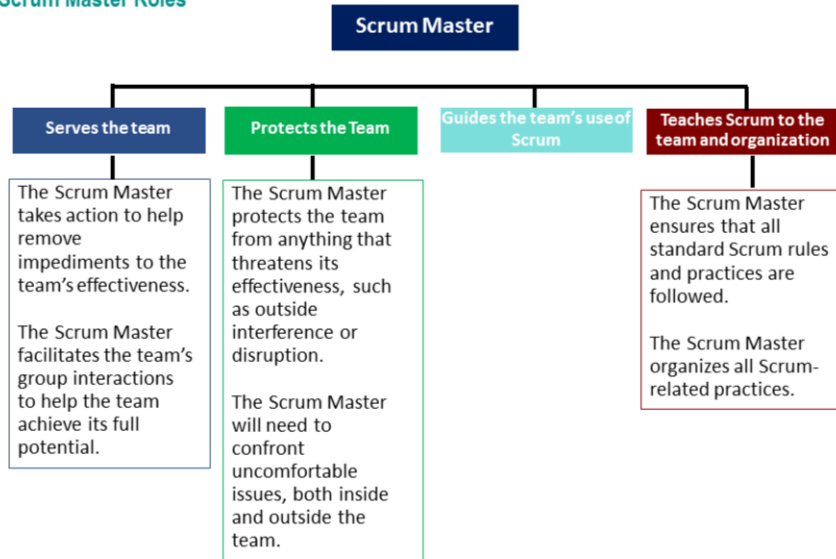 Scrum Master Roles
Scrum Master
Serves the team
The Scrum Master
takes action to help
remove
impediments to the
team's effectiveness.
The Scrum Master
facilitates the team's
group interactions
to help the team
achieve its full
potential.
Protects the Team
The Scrum Master
protects the team
from anything that
threatens its
effectiveness, such
as outside
interference or
disruption.
The Scrum Master
will need to
confront
uncomfortable
issues, both inside
and outside the
team.
Guides the team's use of
Scrum
Teaches Scrum to the
team and organization
The Scrum Master
ensures that all
standard Scrum rules
and practices are
followed.
The Scrum Master
organizes all Scrum-
related practices.